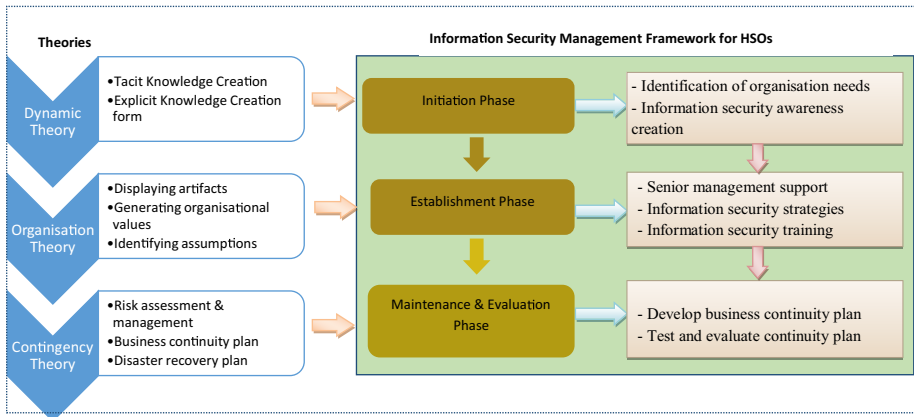 Theories
Information Security Management Framework for HSOs
Dynamic
Theory
•Tacit Knowledge Creation
•Explicit Knowledge Creation
form
Initiation Phase
- Identification of organisation needs
- Information security awareness
creation
Organisation
Theory
•Displaying artifacts
•Generating organisational
values
•Identifying assumptions
Establishment Phase
- Senior management support
- Information security strategies
- Information security training
Contingency
Theory
•Risk assessment &
management
•Business continuity plan
•Disaster recovery plan
Maintenance & Evaluation
Phase
- Develop business continuity plan
- Test and evaluate continuity plan